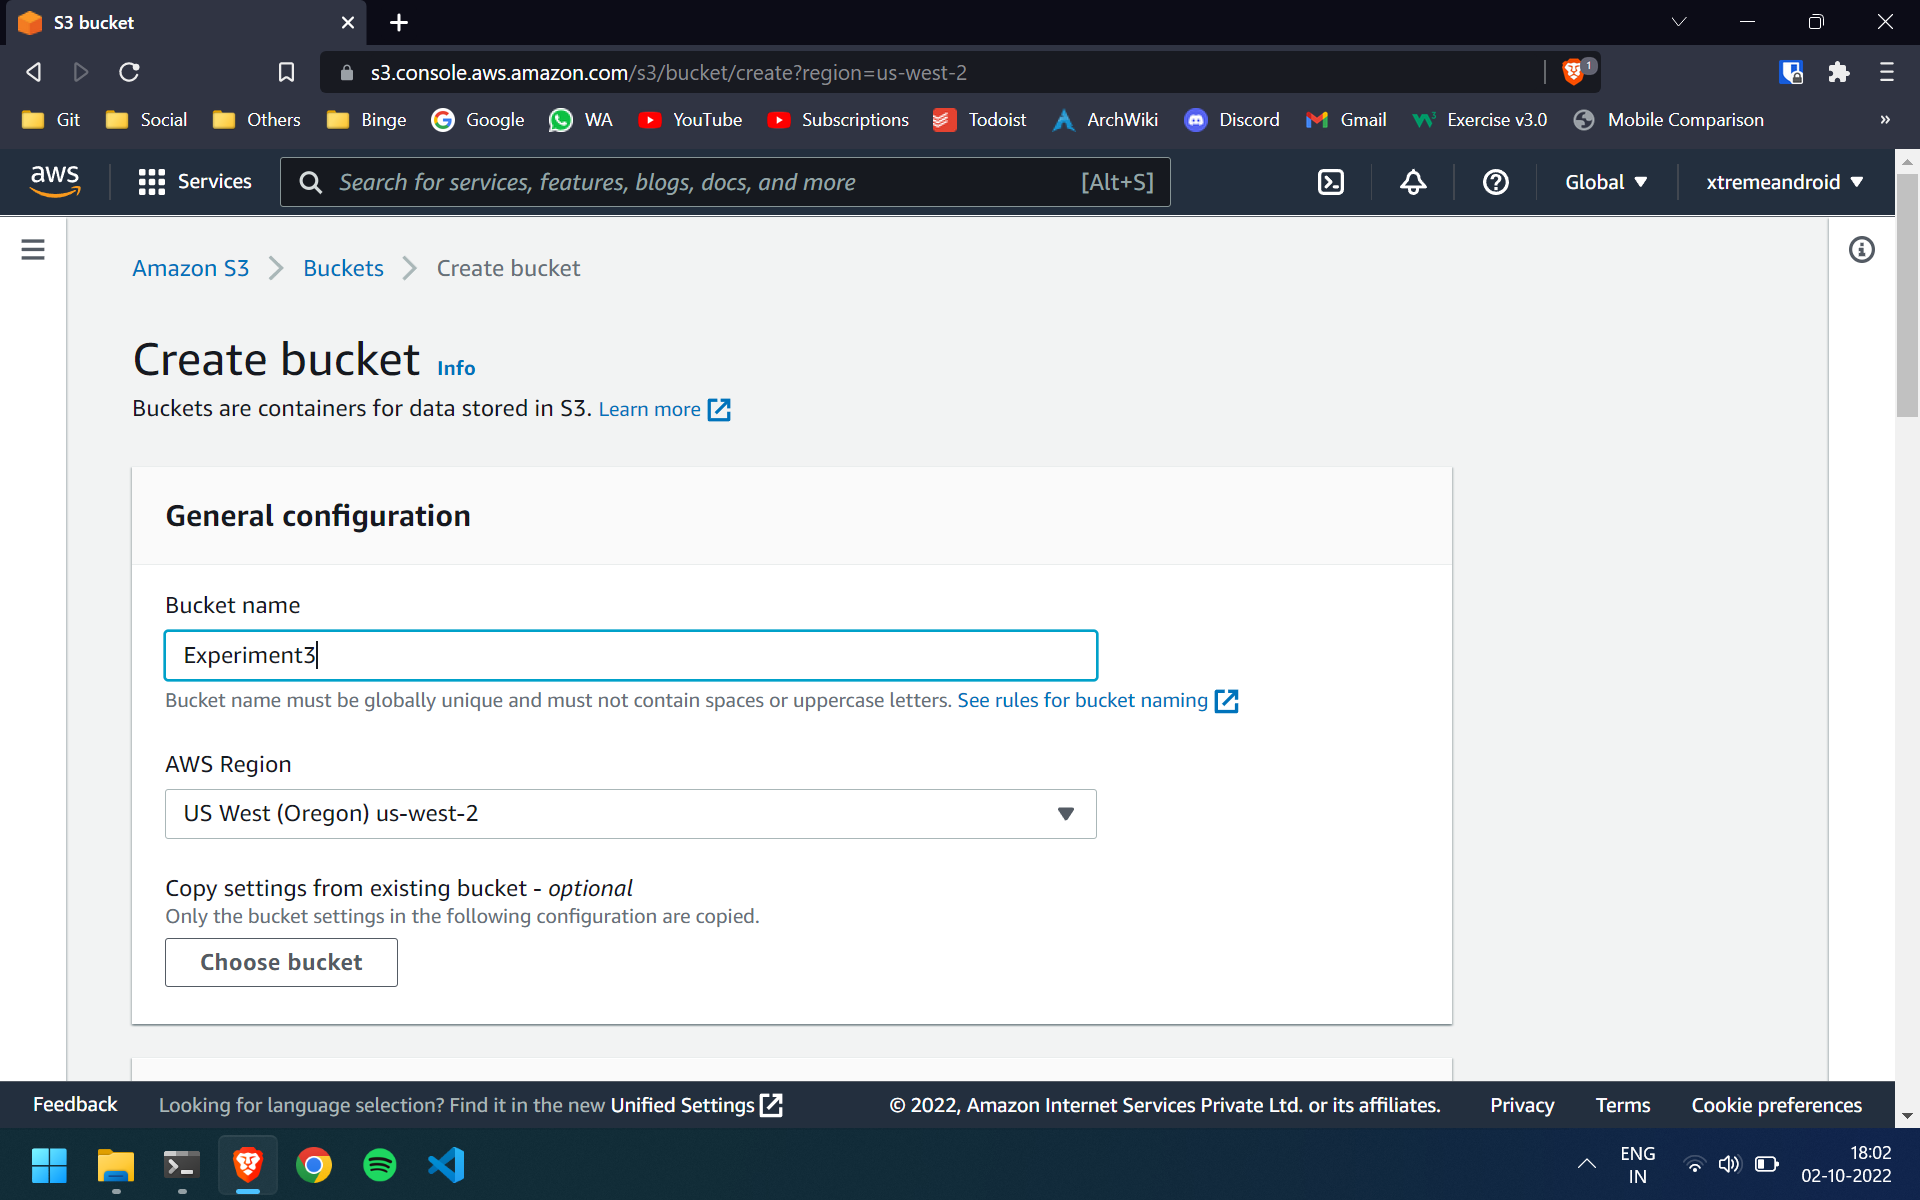 S3 bucket
s3.console.aws.amazon.com/s3/bucket/create?region=us-west-2
1
Git Social Others Binge Google WA YouTube Subscriptions Todoist ArchWiki Discord Gmail Exercise v3.0 Mobile Comparison »
aws Services Search for services, features, blogs, docs, and more [Alt+S] Global xtremeandroid
Amazon S3 Buckets Create bucket
Create bucket Info
Buckets are containers for data stored in S3. Learn more
General configuration
Bucket name
Experiment3
Bucket name must be globally unique and must not contain spaces or uppercase letters. See rules for bucket naming
AWS Region
US West (Oregon) us-west-2
Copy settings from existing bucket - optional
Only the bucket settings in the following configuration are copied.
Choose bucket
Feedback Looking for language selection? Find it in the new Unified Settings © 2022, Amazon Internet Services Private Ltd. or its affiliates. Privacy Terms Cookie preferences
ENG 18:02
IN 02-10-2022